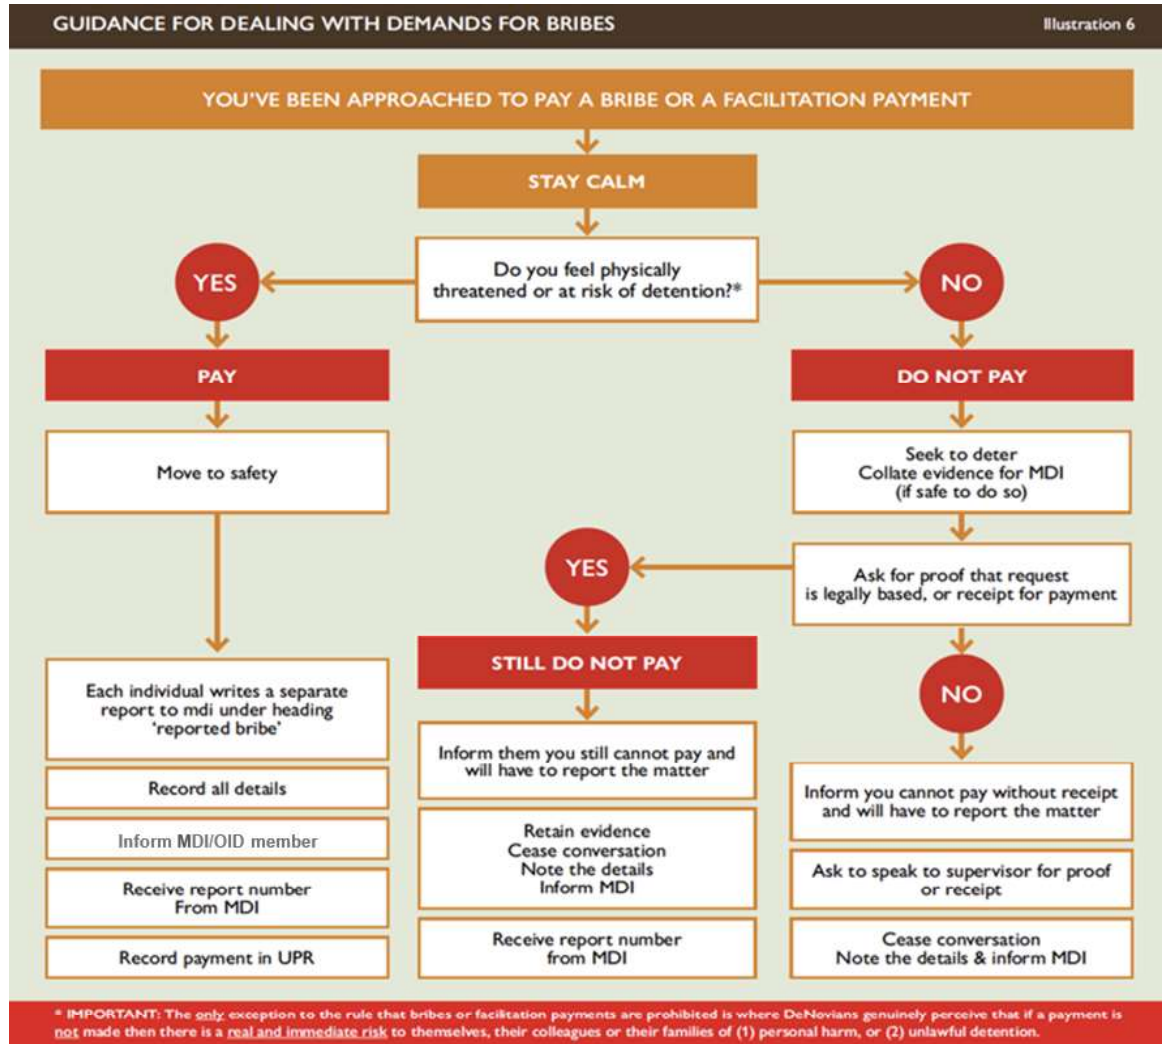 GUIDANCE FOR DEALING WITH DEMANDS FOR BRIBES
Illustration 6
YOU'VE BEEN APPROACHED TO PAY A BRIBE OR A FACILITATION PAYMENT
STAY CALM
Do you feel physically
threatened or at risk of detention?*
YES
NO
PAY
DO NOT PAY
Move to safety
Seek to deter
Collate evidence for MDI
(if safe to do so)
YES
Ask for proof that request
is legally based, or receipt for payment
STILL DO NOT PAY
NO
Each individual writes a separate
report to mdi under heading
'reported bribe'
Record all details
Inform MDI/OID member
Receive report number
From MDI
Record payment in UPR
Inform them you still cannot pay and
will have to report the matter
Retain evidence
Cease conversation
Note the details
Inform MDI
Receive report number
from MDI
Inform you cannot pay without receipt
and will have to report the matter
Ask to speak to supervisor for proof
or receipt
Cease conversation
Note the details & inform MDI
* IMPORTANT: The only exception to the rule that bribes or facilitation payments are prohibited is where DeNovians genuinely perceive that if a payment is
not made then there is a real and immediate risk to themselves, their colleagues or their families of (1) personal harm, or (2) unlawful detention.